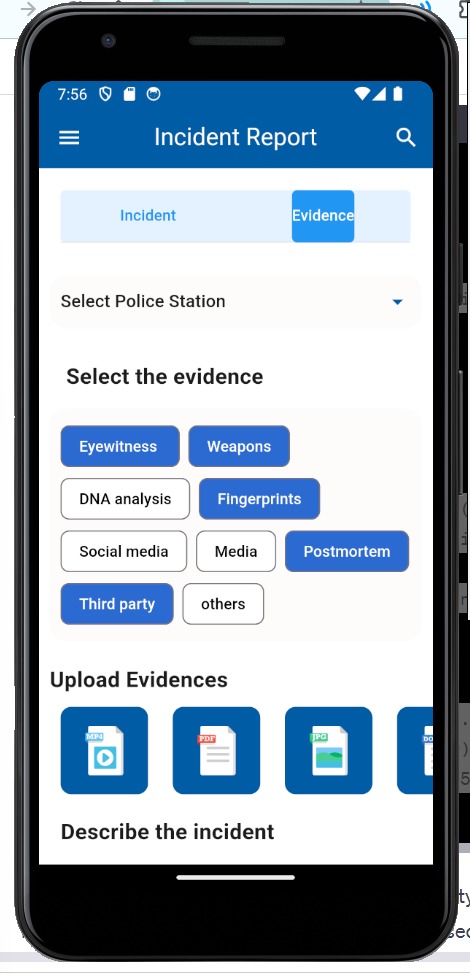 7:56
Incident Report
Incident Evidence
Select Police Station
Select the evidence
Eyewitness Weapons
DNA analysis Fingerprints
Social media Media Postmortem
Third party others
Upload Evidences
MP4 PDF JPG
Describe the incident